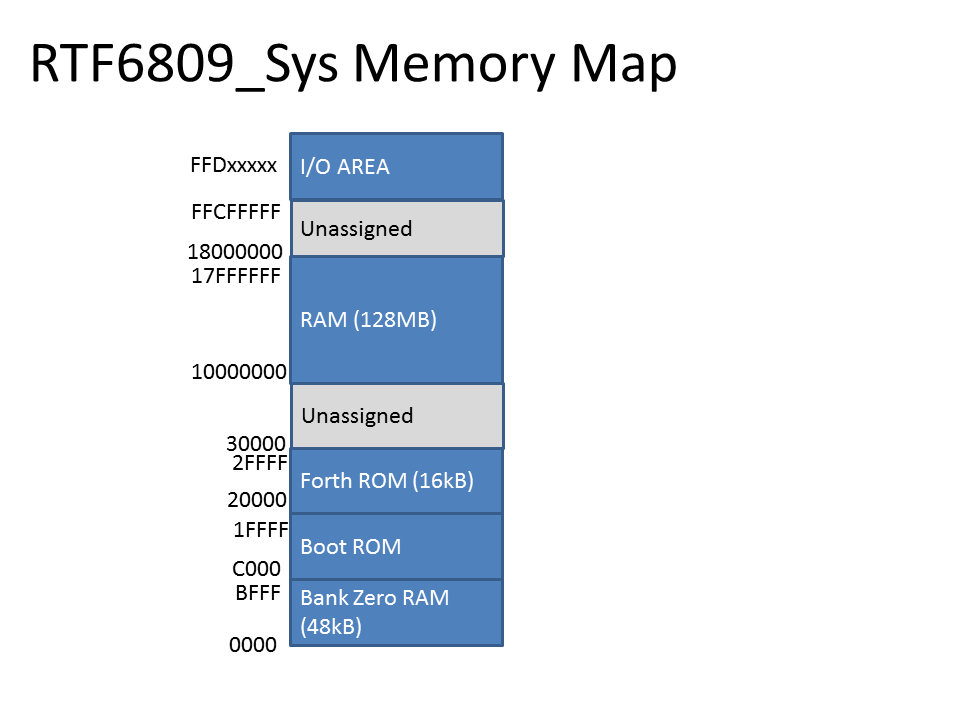 RTF6809_Sys Memory Map
FFDxxxxx
I/O AREA
FFCFFFFF
Unassigned
18000000
17FFFFFF
RAM (128MB)
10000000
Unassigned
30000
2FFFF
Forth ROM (16kB)
20000
1FFFF
Boot ROM
C000
BFFF
Bank Zero RAM
(48kB)
0000